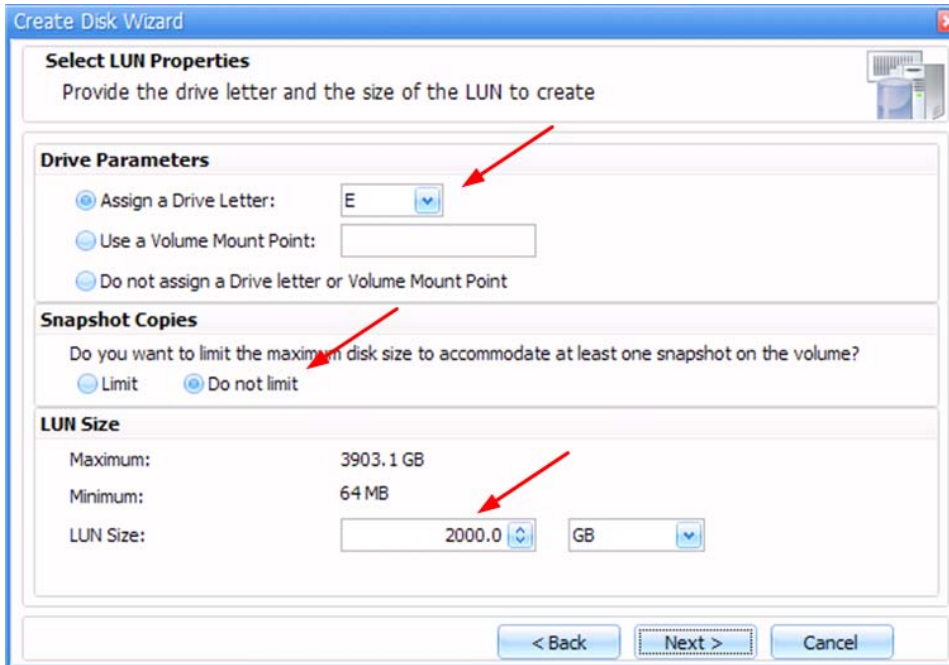 Create Disk Wizard
Select LUN Properties
Provide the drive letter and the size of the LUN to create
Drive Parameters
Assign a Drive Letter: E
Use a Volume Mount Point:
Do not assign a Drive letter or Volume Mount Point
Snapshot Copies
Do you want to limit the maximum disk size to accommodate at least one snapshot on the volume?
Limit Do not limit
LUN Size
Maximum: 3903.1 GB
Minimum: 64 MB
LUN Size: 2000.0 GB
< Back Next > Cancel